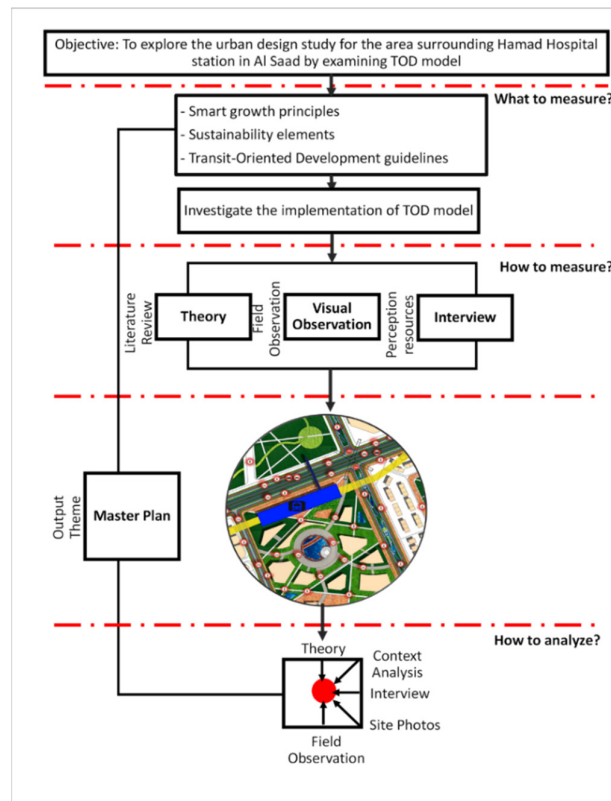 Objective: To explore the urban design study for the area surrounding Hamad Hospital
station in Al Saad by examining TOD model
What to measure?
- Smart growth principles
- Sustainability elements
- Transit-Oriented Development guidelines
Investigate the implementation of TOD model
How to measure?
Literature
Review
Theory
Field
Observation
Visual
Observation
Perception
resources
Interview
Output
Theme
Master Plan
How to analyze?
Theory
Context
Analysis
Interview
Site Photos
Field
Observation